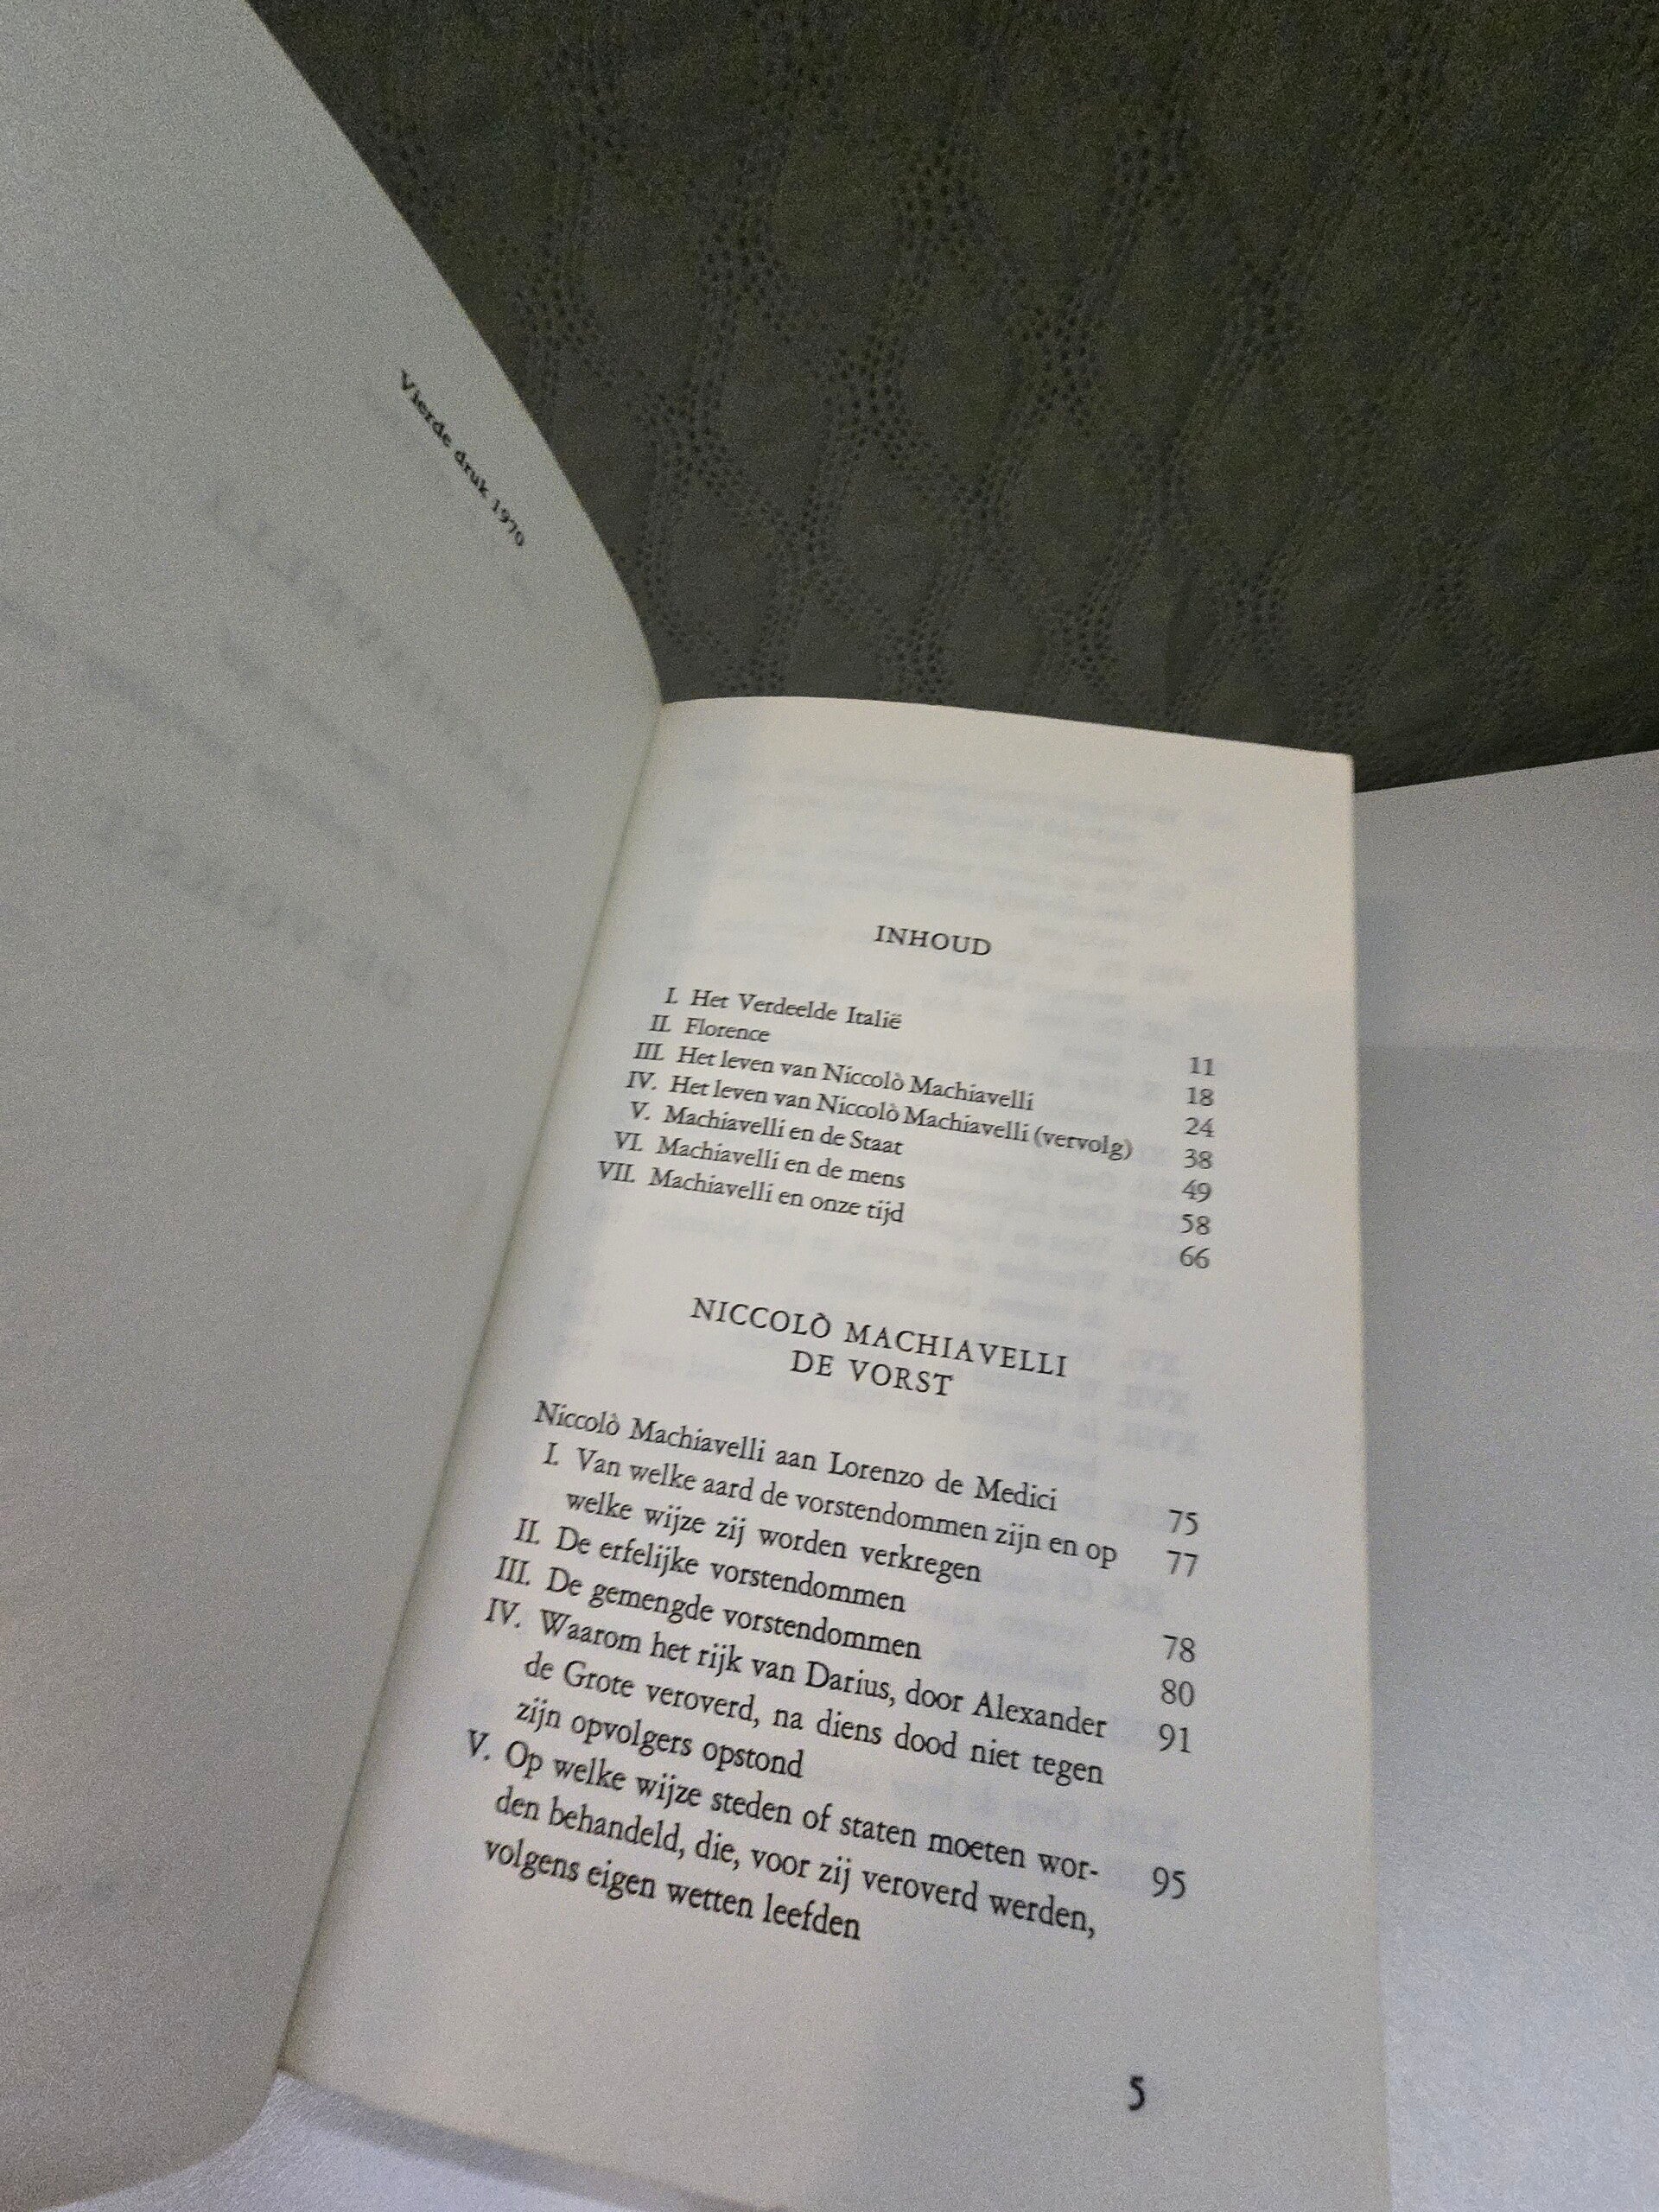 Vierde druk 1970
INHOUD
I. Het Verdeelde Italië 11
II. Florence 18
III. Het leven van Niccolò Machiavelli 24
IV. Het leven van Niccolò Machiavelli (vervolg) 38
V. Machiavelli en de Staat 49
VI. Machiavelli en de mens 58
VII. Machiavelli en onze tijd 66
NICCOLÒ MACHIAVELLI
DE VORST
Niccolò Machiavelli aan Lorenzo de Medici 75
I. Van welke aard de vorstendommen zijn en op 77
welke wijze zij worden verkregen
II. De erfelijke vorstendommen 78
III. De gemengde vorstendommen 80
IV. Waarom het rijk van Darius, door Alexander 91
de Grote veroverd, na diens dood niet tegen
zijn opvolgers opstond
V. Op welke wijze steden of staten moeten wor- 95
den behandeld, die, voor zij veroverd werden,
volgens eigen wetten leefden
5